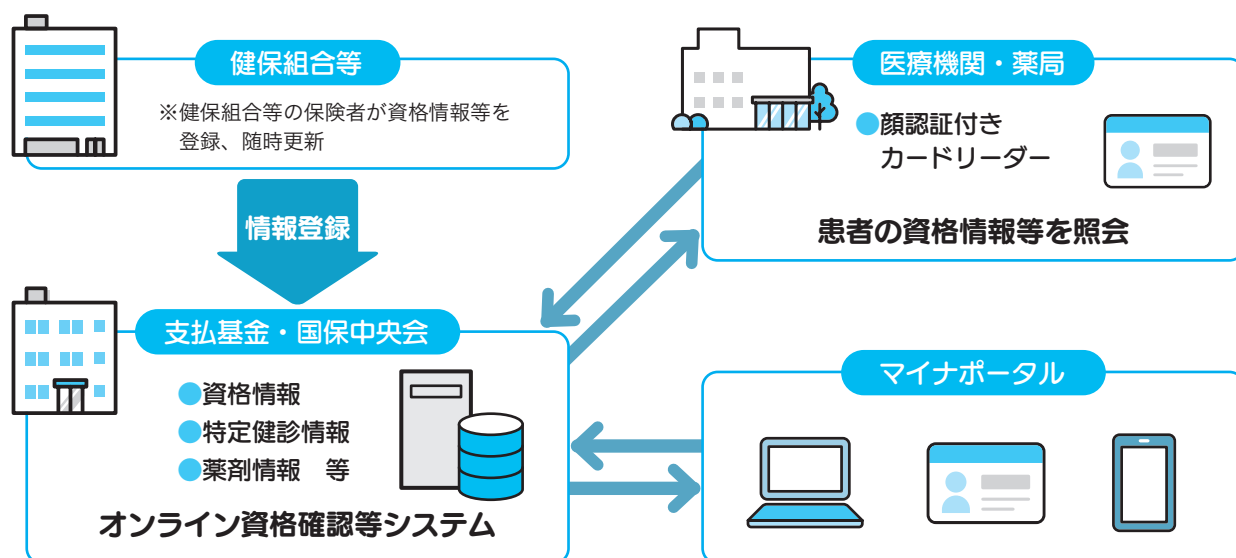 健保組合等
※健保組合等の保険者が資格情報等を
登録、随時更新
情報登録
支払基金・国保中央会
●資格情報
●特定健診情報
●薬剤情報　等
オンライン資格確認等システム
医療機関・薬局
●顔認証付き
カードリーダー
患者の資格情報等を照会
マイナポータル